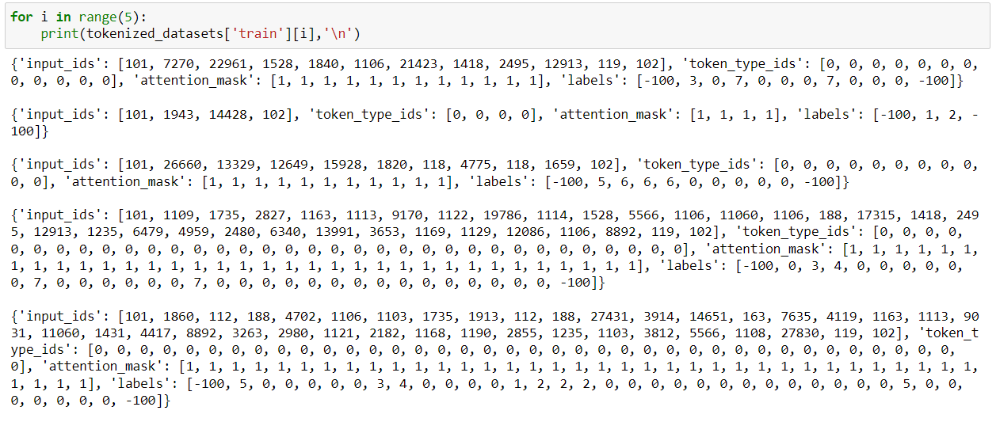 for i in range(5):
    print(tokenized_datasets['train'][i],'\n')
{'input_ids': [101, 7270, 22961, 1528, 1840, 1106, 21423, 1418, 2495, 12913, 119, 102], 'token_type_ids': [0, 0, 0, 0, 0, 0, 0,
0, 0, 0, 0, 0], 'attention_mask': [1, 1, 1, 1, 1, 1, 1, 1, 1, 1, 1, 1], 'labels': [-100, 3, 0, 7, 0, 0, 0, 7, 0, 0, 0, -100]}
{'input_ids': [101, 1943, 14428, 102], 'token_type_ids': [0, 0, 0, 0], 'attention_mask': [1, 1, 1, 1], 'labels': [-100, 1, 2, -
100]}
{'input_ids': [101, 26660, 13329, 12649, 15928, 1820, 118, 4775, 118, 1659, 102], 'token_type_ids': [0, 0, 0, 0, 0, 0, 0, 0, 0,
0, 0], 'attention_mask': [1, 1, 1, 1, 1, 1, 1, 1, 1, 1, 1], 'labels': [-100, 5, 6, 6, 6, 0, 0, 0, 0, 0, -100]}
{'input_ids': [101, 1109, 1735, 2827, 1163, 1113, 9170, 1122, 19786, 1114, 1528, 5566, 1106, 11060, 1106, 188, 17315, 1418, 249
5, 12913, 1235, 6479, 4959, 2480, 6340, 13991, 3653, 1169, 1129, 12086, 1106, 8892, 119, 102], 'token_type_ids': [0, 0, 0, 0,
0, 0, 0, 0, 0, 0, 0, 0, 0, 0, 0, 0, 0, 0, 0, 0, 0, 0, 0, 0, 0, 0, 0, 0, 0, 0, 0, 0, 0, 0], 'attention_mask': [1, 1, 1, 1, 1, 1,
1, 1, 1, 1, 1, 1, 1, 1, 1, 1, 1, 1, 1, 1, 1, 1, 1, 1, 1, 1, 1, 1, 1, 1, 1, 1, 1, 1], 'labels': [-100, 0, 3, 4, 0, 0, 0, 0, 0,
0, 7, 0, 0, 0, 0, 0, 0, 7, 0, 0, 0, 0, 0, 0, 0, 0, 0, 0, 0, 0, 0, 0, 0, -100]}
{'input_ids': [101, 1860, 112, 188, 4702, 1106, 1103, 1735, 1913, 112, 188, 27431, 3914, 14651, 163, 7635, 4119, 1163, 1113, 90
31, 11060, 1431, 4417, 8892, 3263, 2980, 1121, 2182, 1168, 1190, 2855, 1235, 1103, 3812, 5566, 1108, 27830, 119, 102], 'token_t
ype_ids': [0, 0, 0, 0, 0, 0, 0, 0, 0, 0, 0, 0, 0, 0, 0, 0, 0, 0, 0, 0, 0, 0, 0, 0, 0, 0, 0, 0, 0, 0, 0, 0, 0, 0, 0, 0, 0, 0,
0], 'attention_mask': [1, 1, 1, 1, 1, 1, 1, 1, 1, 1, 1, 1, 1, 1, 1, 1, 1, 1, 1, 1, 1, 1, 1, 1, 1, 1, 1, 1, 1, 1, 1, 1, 1, 1, 1,
1, 1, 1, 1], 'labels': [-100, 5, 0, 0, 0, 0, 0, 3, 4, 0, 0, 0, 0, 1, 2, 2, 2, 0, 0, 0, 0, 0, 0, 0, 0, 0, 0, 0, 0, 0, 5, 0, 0,
0, 0, 0, 0, 0, -100]}